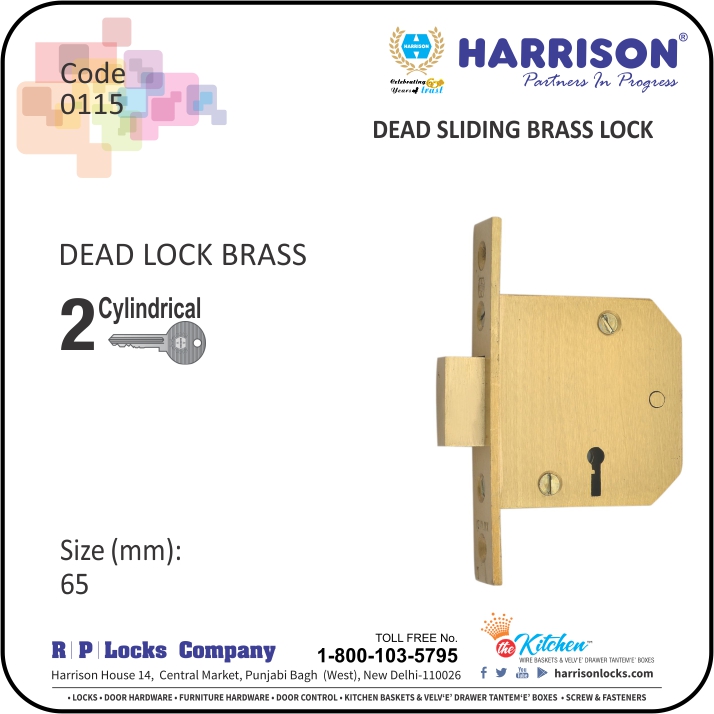 Code
0115
HARRISON
HARRISON®
Celebrating
Years of trust
Partners In Progress
DEAD SLIDING BRASS LOCK
DEAD LOCK BRASS
2 Cylindrical
Size (mm):
65
R|P|Locks Company
TOLL FREE No.
1-800-103-5795
the Kitchen™
WIRE BASKETS & VELV'E' DRAWER TANTEM'E' BOXES
Harrison House 14, Central Market, Punjabi Bagh (West), New Delhi-110026
You Tube
harrisonlocks.com
• LOCKS • DOOR HARDWARE • FURNITURE HARDWARE • DOOR CONTROL • KITCHEN BASKETS & VELV‘E’ DRAWER TANTEM‘E’ BOXES • SCREW & FASTENERS